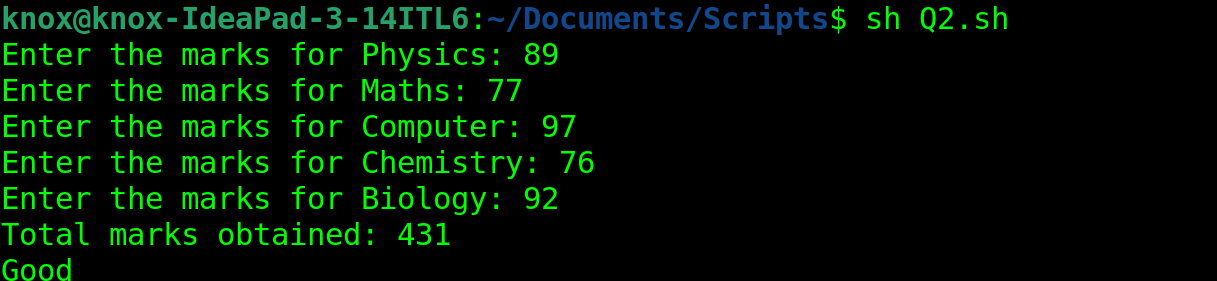 knox@knox-IdeaPad-3-14ITL6:~/Documents/Scripts$ sh Q2.sh
Enter the marks for Physics: 89
Enter the marks for Maths: 77
Enter the marks for Computer: 97
Enter the marks for Chemistry: 76
Enter the marks for Biology: 92
Total marks obtained: 431
Good